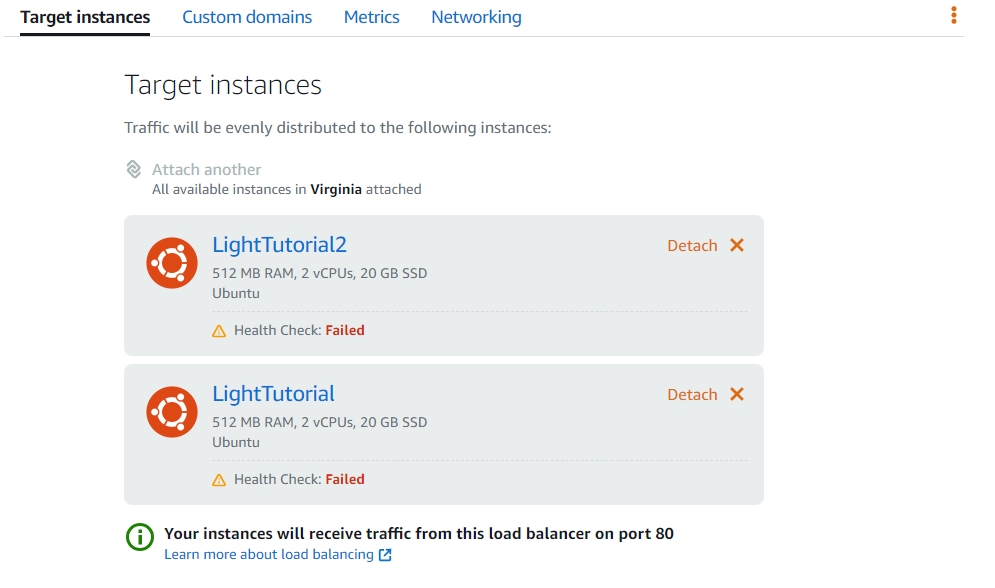 Target instances Custom domains Metrics Networking
Target instances
Traffic will be evenly distributed to the following instances:
Attach another
All available instances in Virginia attached
LightTutorial2 Detach
512 MB RAM, 2 vCPUs, 20 GB SSD
Ubuntu
Health Check: Failed
LightTutorial Detach
512 MB RAM, 2 vCPUs, 20 GB SSD
Ubuntu
Health Check: Failed
Your instances will receive traffic from this load balancer on port 80
Learn more about load balancing